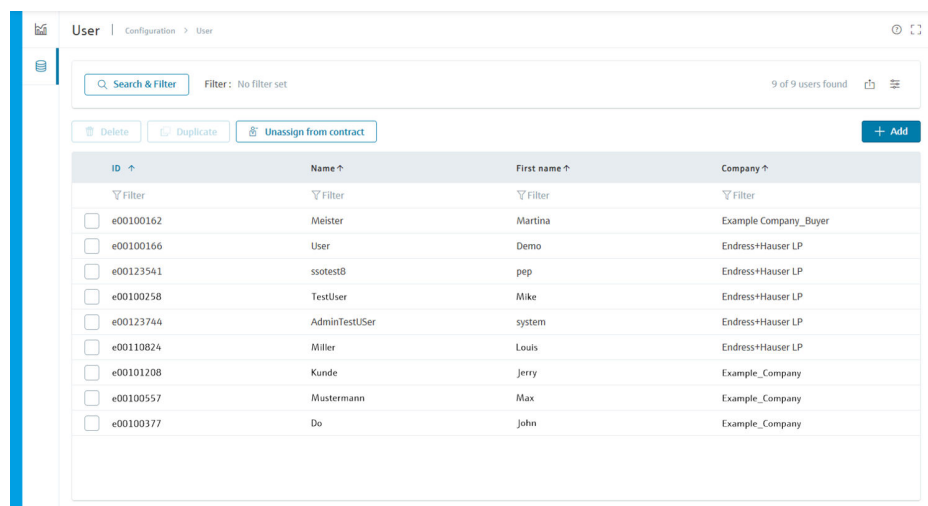 User | Configuration > User
Search & Filter Filter : No filter set 9 of 9 users found
Delete Duplicate Unassign from contract + Add
ID ↑ Name ↑ First name ↑ Company ↑
Filter Filter Filter Filter
e00100162 Meister Martina Example Company_Buyer
e00100166 User Demo Endress+Hauser LP
e00123541 ssotest8 pep Endress+Hauser LP
e00100258 TestUser Mike Endress+Hauser LP
e00123744 AdminTestUSer system Endress+Hauser LP
e00110824 Miller Louis Endress+Hauser LP
e00101208 Kunde Jerry Example_Company
e00100557 Mustermann Max Example_Company
e00100377 Do John Example_Company